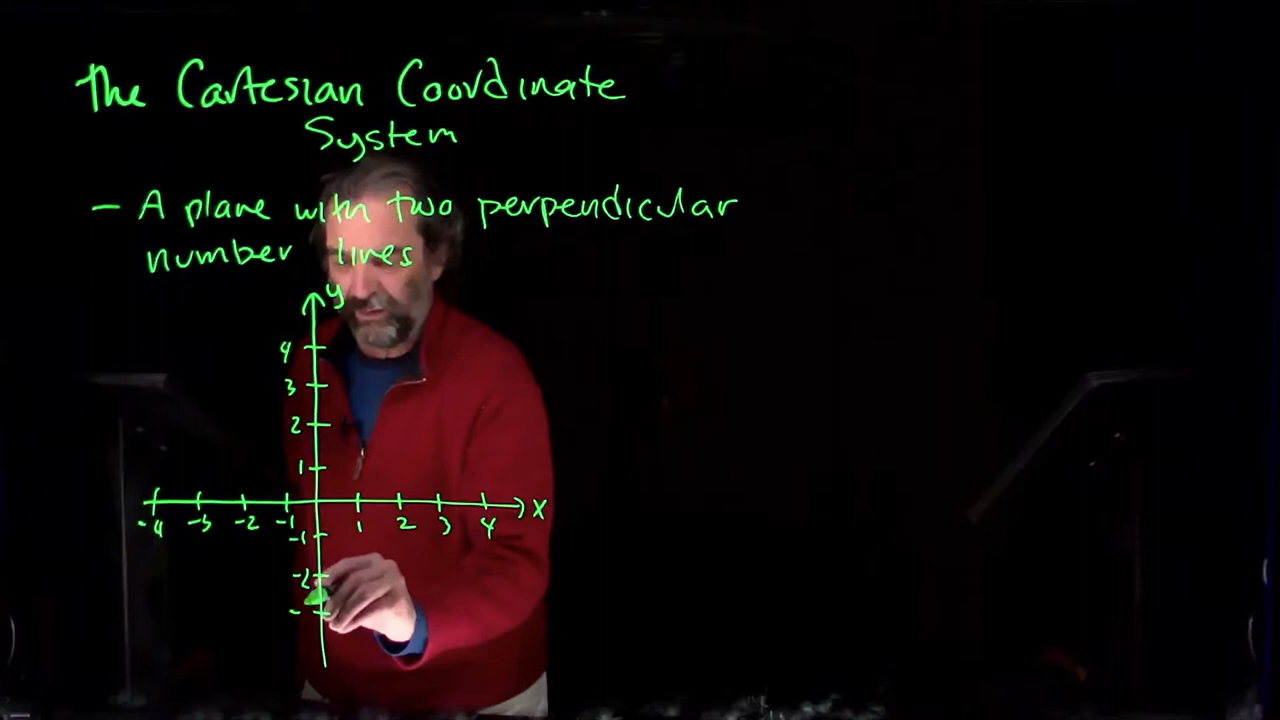 The Cartesian Coordinate
System
- A plane with two perpendicular
number lines
y
4
3
2
1
-4 -3 -2 -1 1 2 3 4 x
-1
-2
-